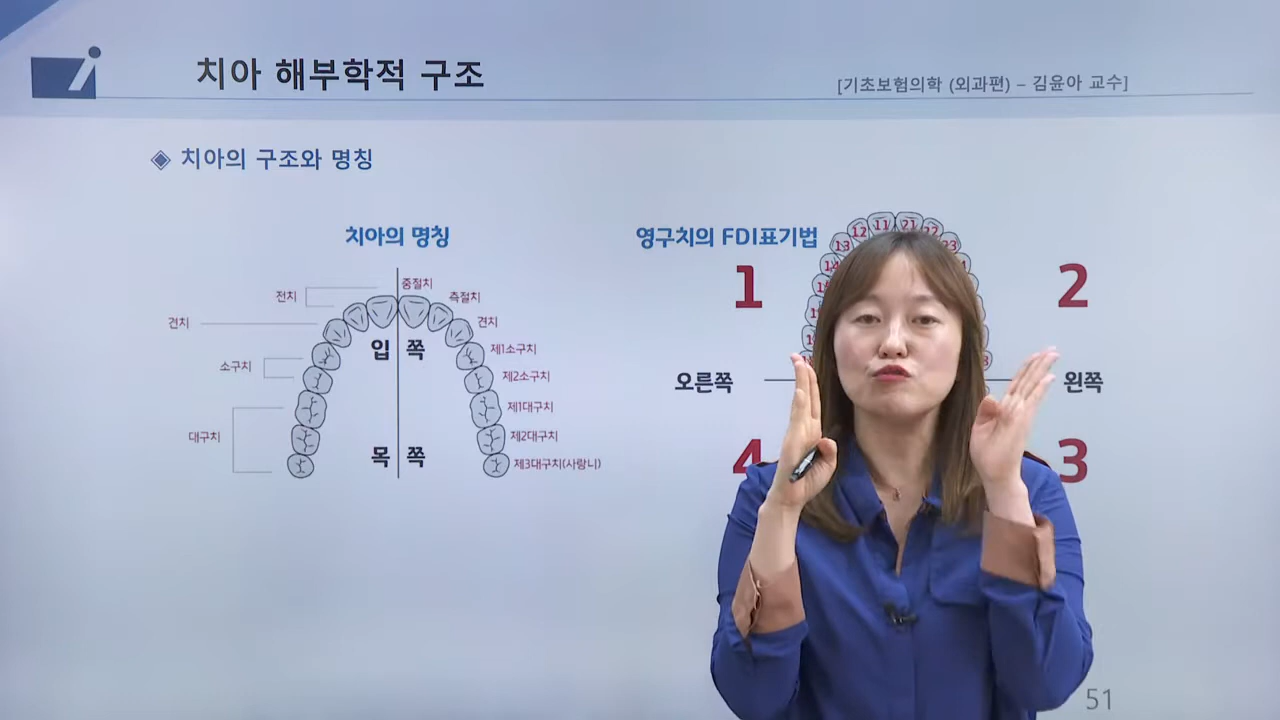 치아 해부학적 구조
[기초보험의학 (외과편) – 김윤아 교수]
◈ 치아의 구조와 명칭
치아의 명칭
영구치의 FDI표기법
중절치
전치
측절치
견치
견치
입 쪽
제1소구치
소구치
제2소구치
제1대구치
대구치
제2대구치
목 쪽
제3대구치(사랑니)
12 11 21 22
13 23
1
2
오른쪽
왼쪽
4
3
51